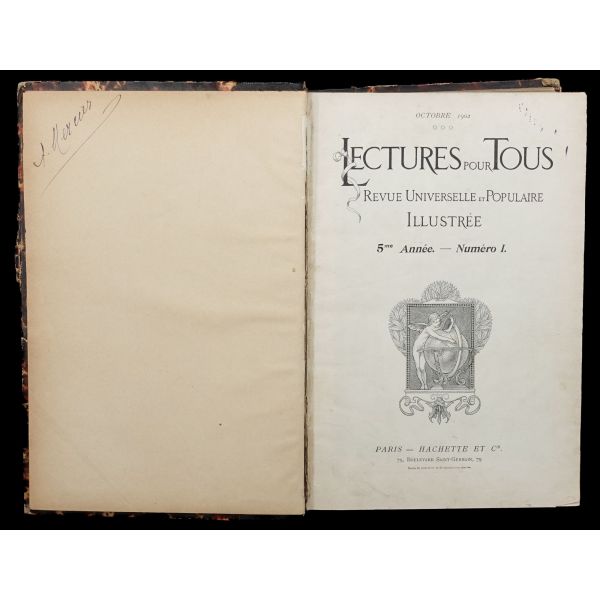 OCTOBRE 1902
LECTURES POUR TOUS
REVUE UNIVERSELLE ET POPULAIRE
ILLUSTRÉE
5me Année. — Numéro 1.
PARIS — HACHETTE ET Cie.
79, BOULEVARD SAINT-GERMAIN, 79